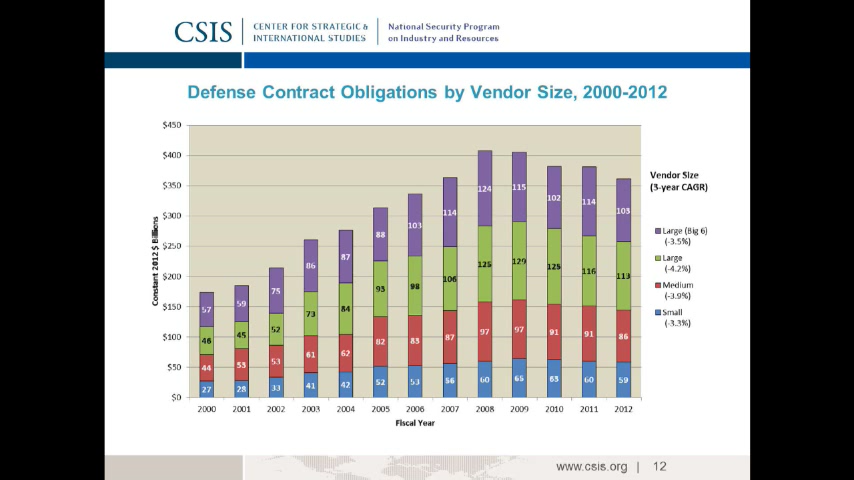 CSIS
CENTER FOR STRATEGIC &
INTERNATIONAL STUDIES
National Security Program
on Industry and Resources
Defense Contract Obligations by Vendor Size, 2000-2012
Constant 2012 $ Billions
$450
$400
$350
$300
$250
$200
$150
$100
$50
$0
57 59 75 86 87 88 103 114 124 115 102 114 103
46 45 52 73 84 93 98 106 125 129 125 116 113
44 53 53 61 62 82 83 87 97 97 91 91 86
27 28 33 41 42 52 53 56 60 65 63 60 59
2000 2001 2002 2003 2004 2005 2006 2007 2008 2009 2010 2011 2012
Fiscal Year
Vendor Size
(3-year CAGR)
Large (Big 6)
(-3.5%)
Large
(-4.2%)
Medium
(-3.9%)
Small
(-3.3%)
www.csis.org | 12